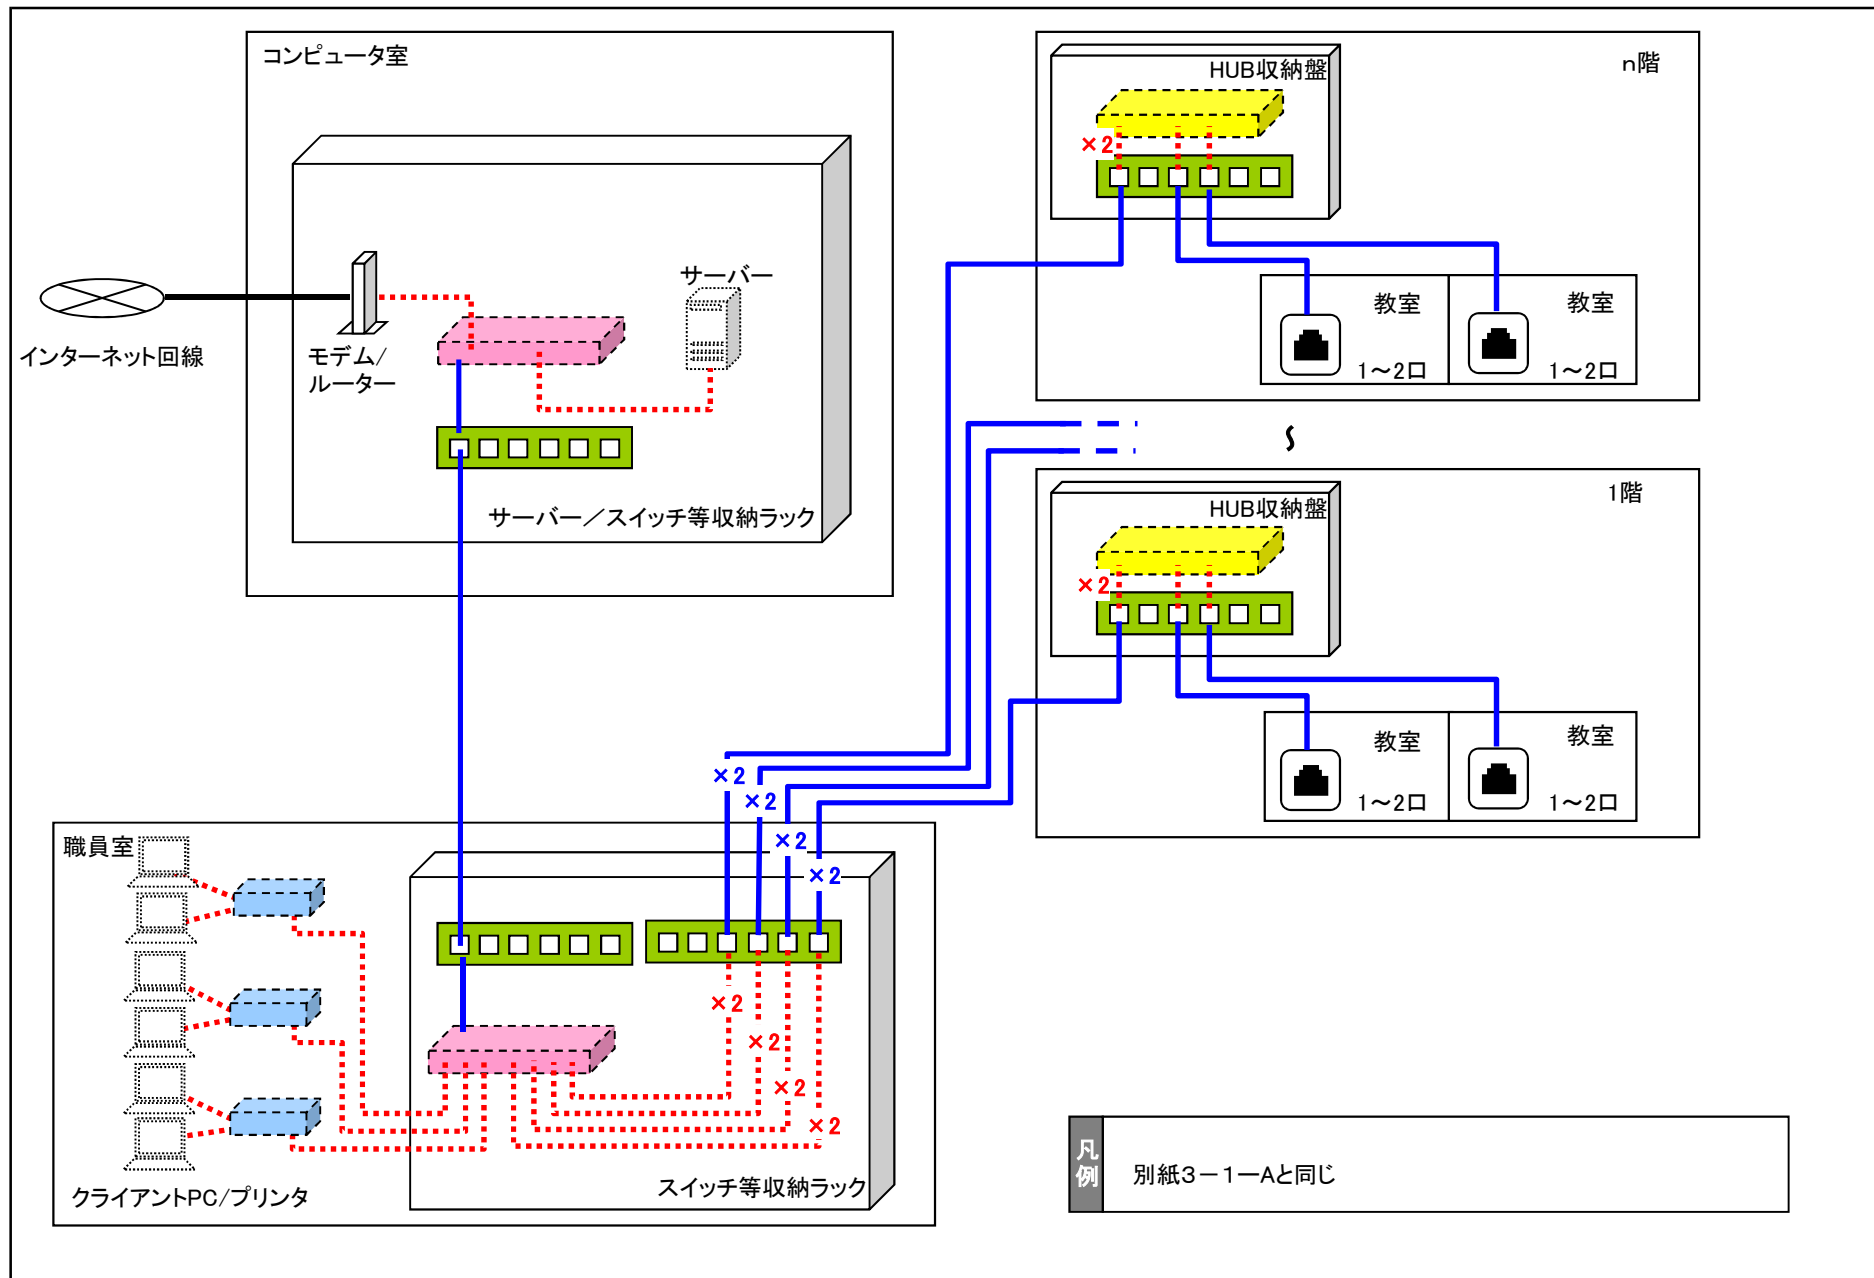 コンピュータ室
サーバー
インターネット回線
モデム/
ルーター
サーバー／スイッチ等収納ラック
n階
HUB収納盤
×2
教室
1～2口
教室
1～2口
～
1階
HUB収納盤
×2
教室
1～2口
教室
1～2口
×2
×2
×2
×2
職員室
×2
×2
×2
×2
クライアントPC/プリンタ
スイッチ等収納ラック
凡例
別紙3－1－Aと同じ